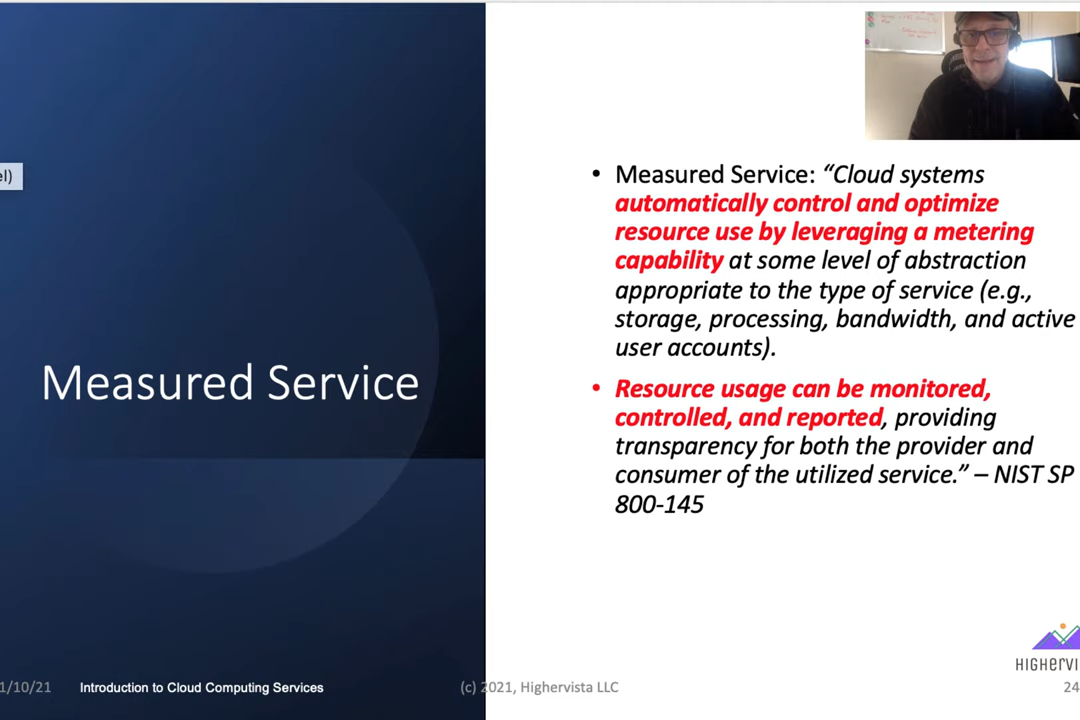 el)
Measured Service
• Measured Service: “Cloud systems
automatically control and optimize
resource use by leveraging a metering
capability at some level of abstraction
appropriate to the type of service (e.g.,
storage, processing, bandwidth, and active
user accounts).
• Resource usage can be monitored,
controlled, and reported, providing
transparency for both the provider and
consumer of the utilized service.” – NIST SP
800-145
HIGHERVI
1/10/21
Introduction to Cloud Computing Services
(c) 2021, Highervista LLC
24